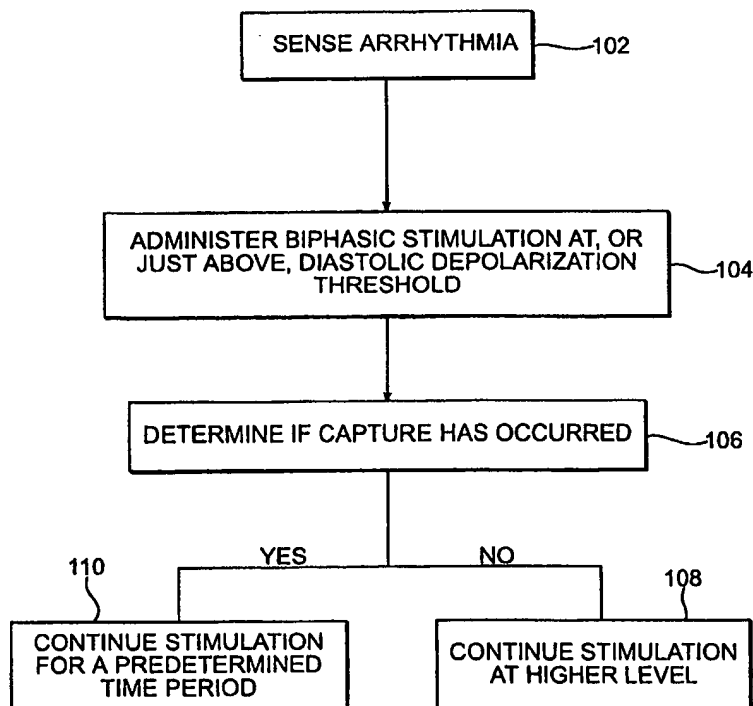 SENSE ARRHYTHMIA
102
ADMINISTER BIPHASIC STIMULATION AT, OR
JUST ABOVE, DIASTOLIC DEPOLARIZATION
THRESHOLD
104
DETERMINE IF CAPTURE HAS OCCURRED
106
YES
NO
110
CONTINUE STIMULATION
FOR A PREDETERMINED
TIME PERIOD
108
CONTINUE STIMULATION
AT HIGHER LEVEL